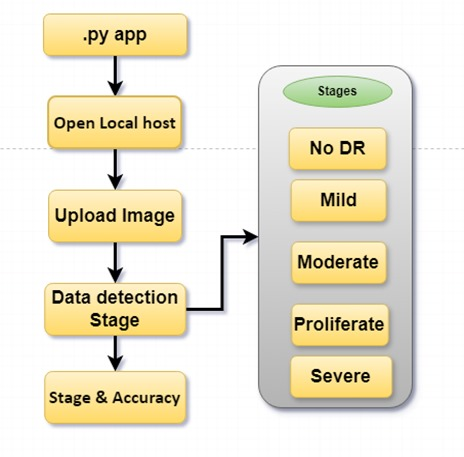 .py app
Open Local host
Upload Image
Data detection
Stage
Stage & Accuracy
Stages
No DR
Mild
Moderate
Proliferate
Severe